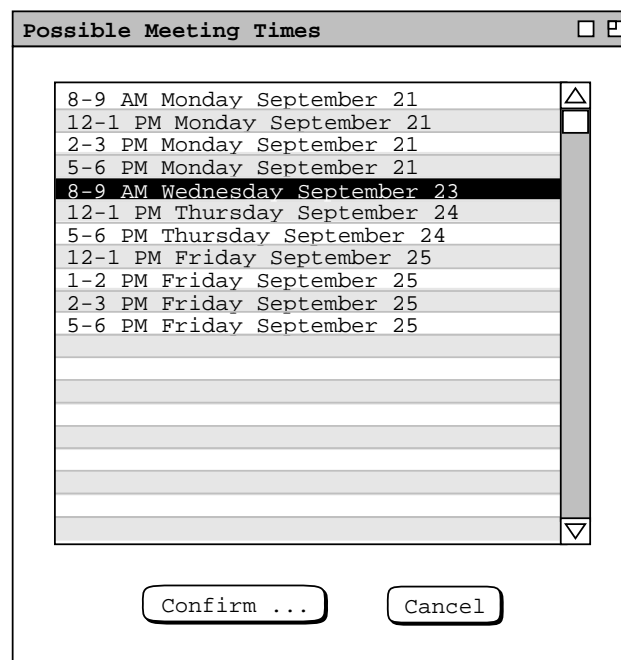 Possible Meeting Times
8-9 AM Monday September 21
12-1 PM Monday September 21
2-3 PM Monday September 21
5-6 PM Monday September 21
8-9 AM Wednesday September 23
12-1 PM Thursday September 24
5-6 PM Thursday September 24
12-1 PM Friday September 25
1-2 PM Friday September 25
2-3 PM Friday September 25
5-6 PM Friday September 25
Confirm ... Cancel